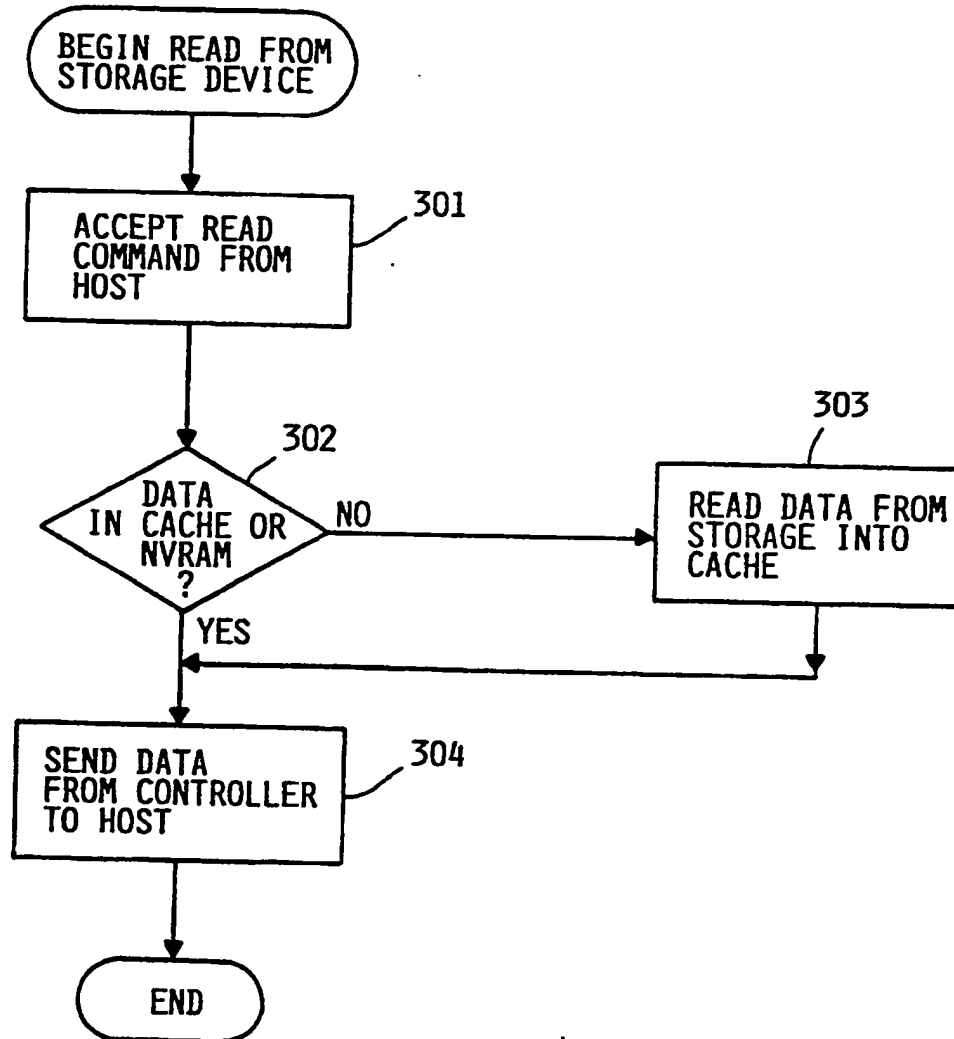 BEGIN READ FROM
STORAGE DEVICE
301
ACCEPT READ
COMMAND FROM
HOST
302
DATA
IN CACHE OR
NVRAM
?
NO
YES
303
READ DATA FROM
STORAGE INTO
CACHE
304
SEND DATA
FROM CONTROLLER
TO HOST
END